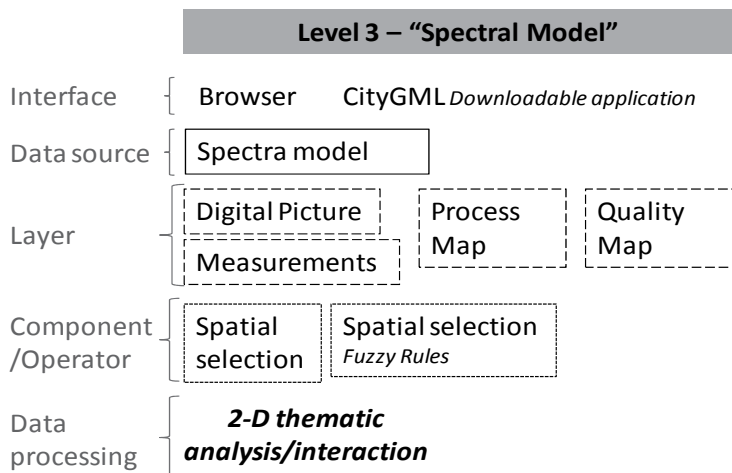 Level 3 – “Spectral Model”
Interface
Browser
CityGML Downloadable application
Data source
Spectra model
Layer
Digital Picture
Measurements
Process
Map
Quality
Map
Component
/Operator
Spatial
selection
Spatial selection
Fuzzy Rules
Data
processing
2-D thematic
analysis/interaction